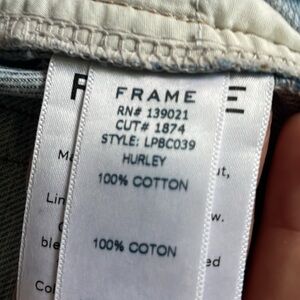 FRAME
RN# 139021
CUT# 1874
STYLE: LPBC039
HURLEY
100% COTTON
100% COTON